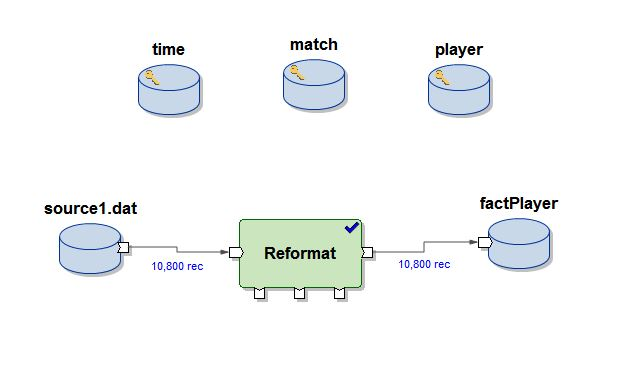 time
match
player
source1.dat
factPlayer
Reformat
10,800 rec
10,800 rec